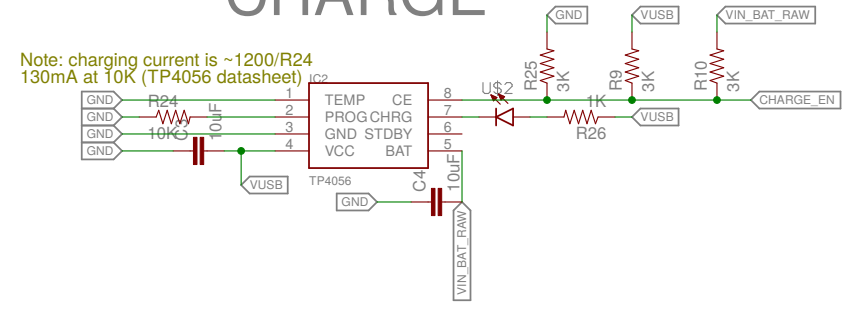 CHARGE
GND
VUSB
VIN_BAT_RAW
Note: charging current is ~1200/R24
130mA at 10K (TP4056 datasheet)
IC2
R25
3K
R9
3K
R10
3K
GND
R24
10uF
1
TEMP
CE
8
U$2
1K
CHARGE_EN
GND
2
PROG
CHRG
7
R26
VUSB
GND
10K
3
GND
STDBY
6
GND
4
VCC
BAT
5
VUSB
TP4056
C4
10uF
GND
VIN_BAT_RAW